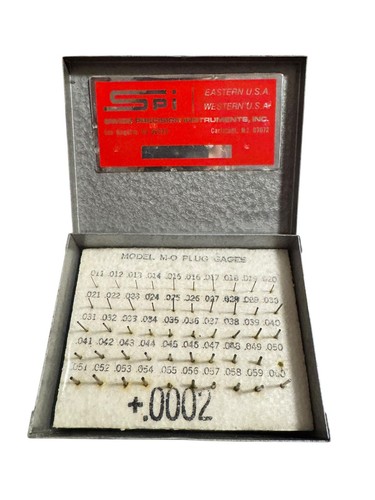 Spi
EASTERN U.S.A.
WESTERN U.S.A.
INSTRUMENTS, INC.
MODEL M-O PLUG GAGES
.011 .012 .013 .014 .015 .016 .017 .018 .019 .020
.021 .022 .023 .024 .025 .026 .027 .028 .029 .030
.031 .032 .033 .034 .035 .036 .037 .038 .039 .040
.041 .042 .043 .044 .045 .046 .047 .048 .049 .050
.051 .052 .053 .054 .055 .056 .057 .058 .059 .060
+.0002